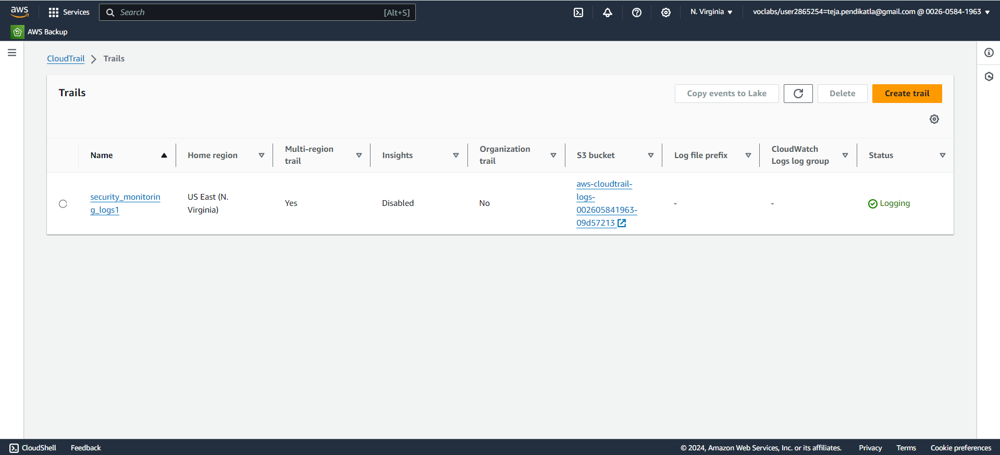 aws
Services
Search
[Alt+S]
N. Virginia
voclabs/user2865254=teja.pendikatla@gmail.com @ 0026-0584-1963
AWS Backup
CloudTrail
Trails
Trails
Copy events to Lake
Delete
Create trail
Name
Home region
Multi-region
trail
Insights
Organization
trail
S3 bucket
Log file prefix
CloudWatch
Logs log group
Status
security_monitorin
g_logs1
US East (N.
Virginia)
Yes
Disabled
No
aws-cloudtrail-
logs-
002605841963-
09d57213
-
-
Logging
CloudShell
Feedback
© 2024, Amazon Web Services, Inc. or its affiliates.
Privacy
Terms
Cookie preferences